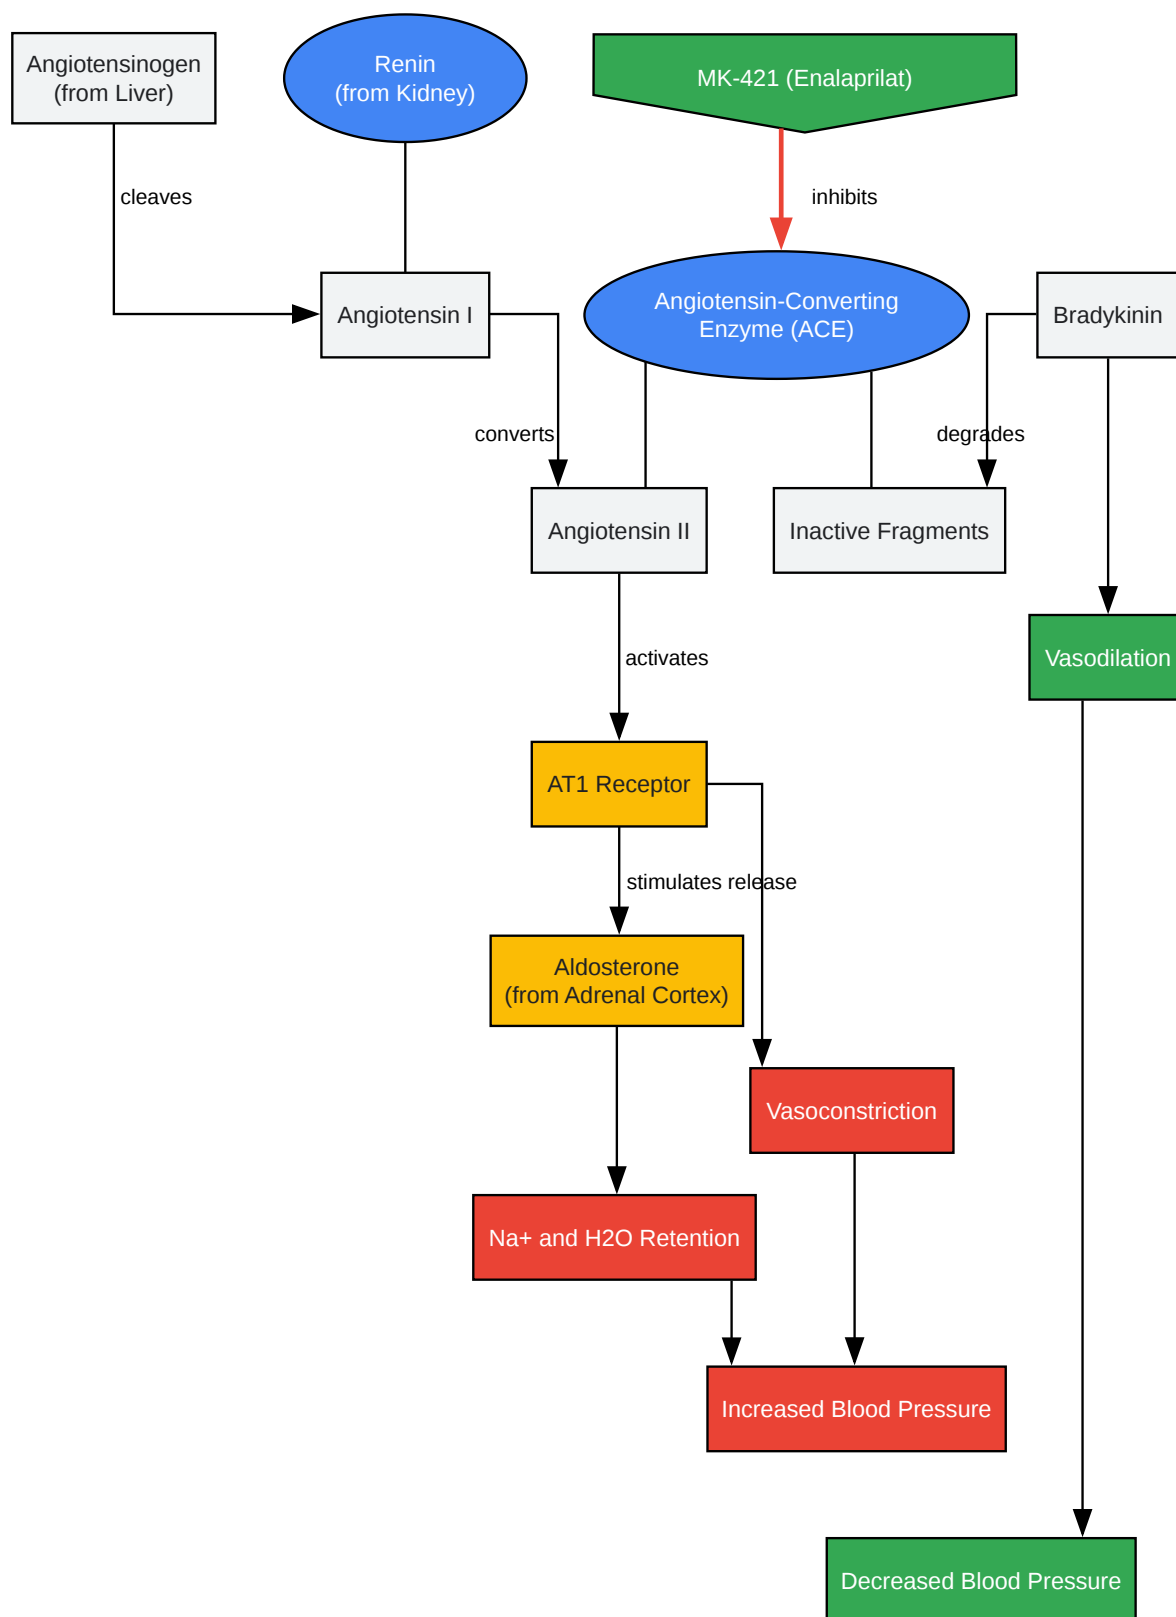 Angiotensinogen
(from Liver)
Renin
(from Kidney)
MK-421 (Enalaprilat)
cleaves
inhibits
Angiotensin I
Angiotensin-Converting
Enzyme (ACE)
Bradykinin
converts
degrades
Angiotensin II
Inactive Fragments
activates
Vasodilation
AT1 Receptor
stimulates release
Aldosterone
(from Adrenal Cortex)
Vasoconstriction
Na+ and H2O Retention
Increased Blood Pressure
Decreased Blood Pressure